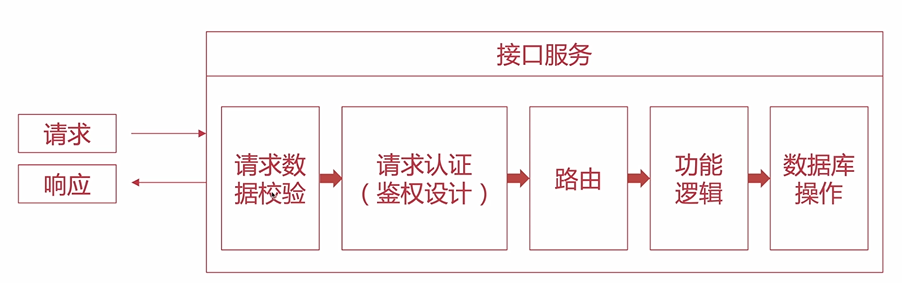 接口服务
请求
响应
请求数
据校验
请求认证
（鉴权设计）
路由
功能
逻辑
数据库
操作